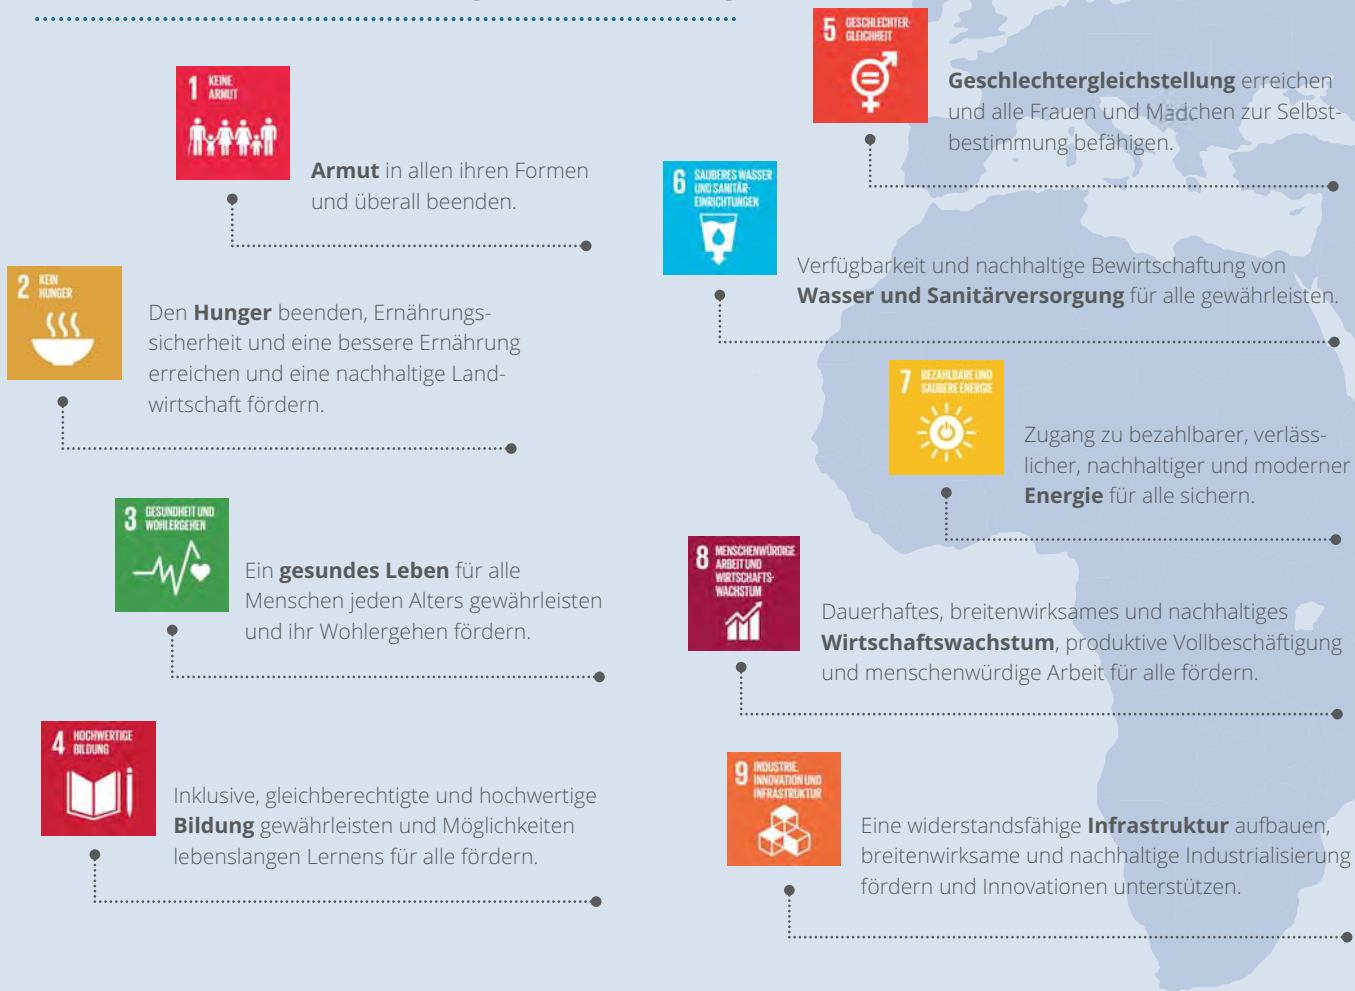 1 KEINE
ARMUT
Armut in allen ihren Formen
und überall beenden.
2 KEIN
HUNGER
Den Hunger beenden, Ernährungs-
sicherheit und eine bessere Ernährung
erreichen und eine nachhaltige Land-
wirtschaft fördern.
3 GESUNDHEIT UND
WOHLERGEHEN
Ein gesundes Leben für alle
Menschen jeden Alters gewährleisten
und ihr Wohlergehen fördern.
4 HOCHWERTIGE
BILDUNG
Inklusive, gleichberechtigte und hochwertige
Bildung gewährleisten und Möglichkeiten
lebenslangen Lernens für alle fördern.
5 GESCHLECHTER-
GLEICHHEIT
Geschlechtergleichstellung erreichen
und alle Frauen und Mädchen zur Selbst-
bestimmung befähigen.
6 SAUBERES WASSER
UND SANITÄR-
EINRICHTUNGEN
Verfügbarkeit und nachhaltige Bewirtschaftung von
Wasser und Sanitärversorgung für alle gewährleisten.
7 BEZAHLBARE UND
SAUBERE ENERGIE
Zugang zu bezahlbarer, verläss-
licher, nachhaltiger und moderner
Energie für alle sichern.
8 MENSCHENWÜRDIGE
ARBEIT UND
WIRTSCHAFTS-
WACHSTUM
Dauerhaftes, breitenwirksames und nachhaltiges
Wirtschaftswachstum, produktive Vollbeschäftigung
und menschenwürdige Arbeit für alle fördern.
9 INDUSTRIE,
INNOVATION UND
INFRASTRUKTUR
Eine widerstandsfähige Infrastruktur aufbauen,
breitenwirksame und nachhaltige Industrialisierung
fördern und Innovationen unterstützen.